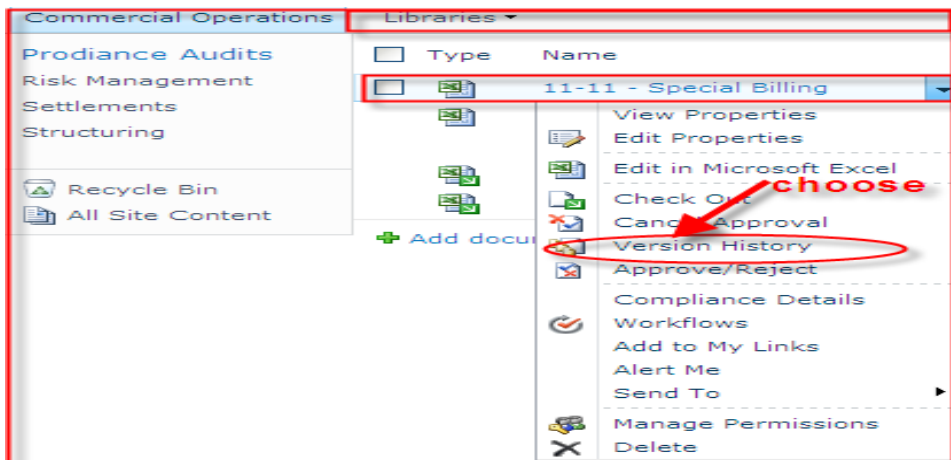 Commercial Operations
Libraries
Prodiance Audits
Risk Management
Settlements
Structuring
Recycle Bin
All Site Content
Type Name
11-11 - Special Billing
View Properties
Edit Properties
Edit in Microsoft Excel
choose
Check Out
Cancel Approval
Version History
Approve/Reject
Compliance Details
Workflows
Add to My Links
Alert Me
Send To
Manage Permissions
Delete
Add docu